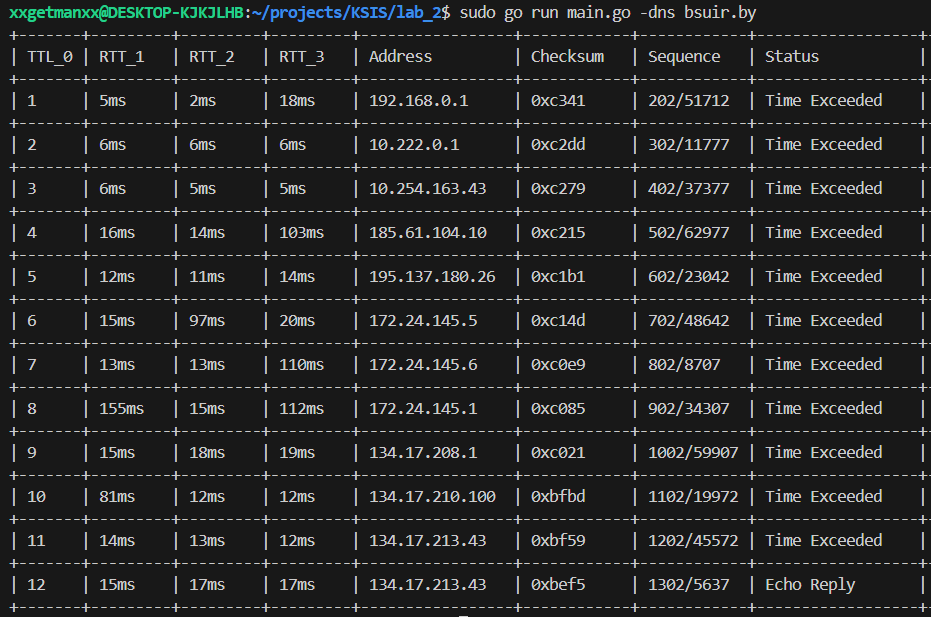 xxgetmanxx@DESKTOP-KJKJLHB:~/projects/KSIS/lab_2$ sudo go run main.go -dns bsuir.by
| TTL_0 | RTT_1 | RTT_2 | RTT_3 | Address | Checksum | Sequence | Status |
| 1 | 5ms | 2ms | 18ms | 192.168.0.1 | 0xc341 | 202/51712 | Time Exceeded |
| 2 | 6ms | 6ms | 6ms | 10.222.0.1 | 0xc2dd | 302/11777 | Time Exceeded |
| 3 | 6ms | 5ms | 5ms | 10.254.163.43 | 0xc279 | 402/37377 | Time Exceeded |
| 4 | 16ms | 14ms | 103ms | 185.61.104.10 | 0xc215 | 502/62977 | Time Exceeded |
| 5 | 12ms | 11ms | 14ms | 195.137.180.26 | 0xc1b1 | 602/23042 | Time Exceeded |
| 6 | 15ms | 97ms | 20ms | 172.24.145.5 | 0xc14d | 702/48642 | Time Exceeded |
| 7 | 13ms | 13ms | 110ms | 172.24.145.6 | 0xc0e9 | 802/8707 | Time Exceeded |
| 8 | 155ms | 15ms | 112ms | 172.24.145.1 | 0xc085 | 902/34307 | Time Exceeded |
| 9 | 15ms | 18ms | 19ms | 134.17.208.1 | 0xc021 | 1002/59907 | Time Exceeded |
| 10 | 81ms | 12ms | 12ms | 134.17.210.100 | 0xbfbd | 1102/19972 | Time Exceeded |
| 11 | 14ms | 13ms | 12ms | 134.17.213.43 | 0xbf59 | 1202/45572 | Time Exceeded |
| 12 | 15ms | 17ms | 17ms | 134.17.213.43 | 0xbef5 | 1302/5637 | Echo Reply |